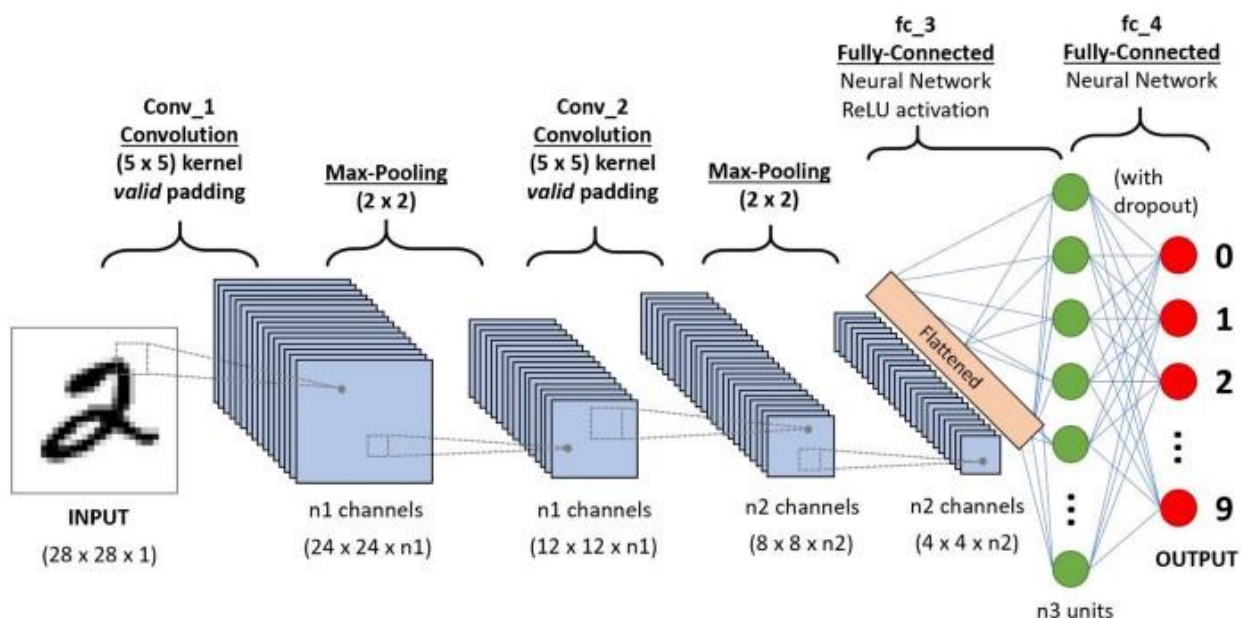 fc_3
Fully-Connected
Neural Network
ReLU activation
fc_4
Fully-Connected
Neural Network
Conv_1
Convolution
(5 x 5) kernel
valid padding
Max-Pooling
(2 x 2)
Conv_2
Convolution
(5 x 5) kernel
valid padding
Max-Pooling
(2 x 2)
(with
dropout)
Flattened
0
1
2
...
9
...
INPUT
(28 x 28 x 1)
n1 channels
(24 x 24 x n1)
n1 channels
(12 x 12 x n1)
n2 channels
(8 x 8 x n2)
n2 channels
(4 x 4 x n2)
OUTPUT
n3 units